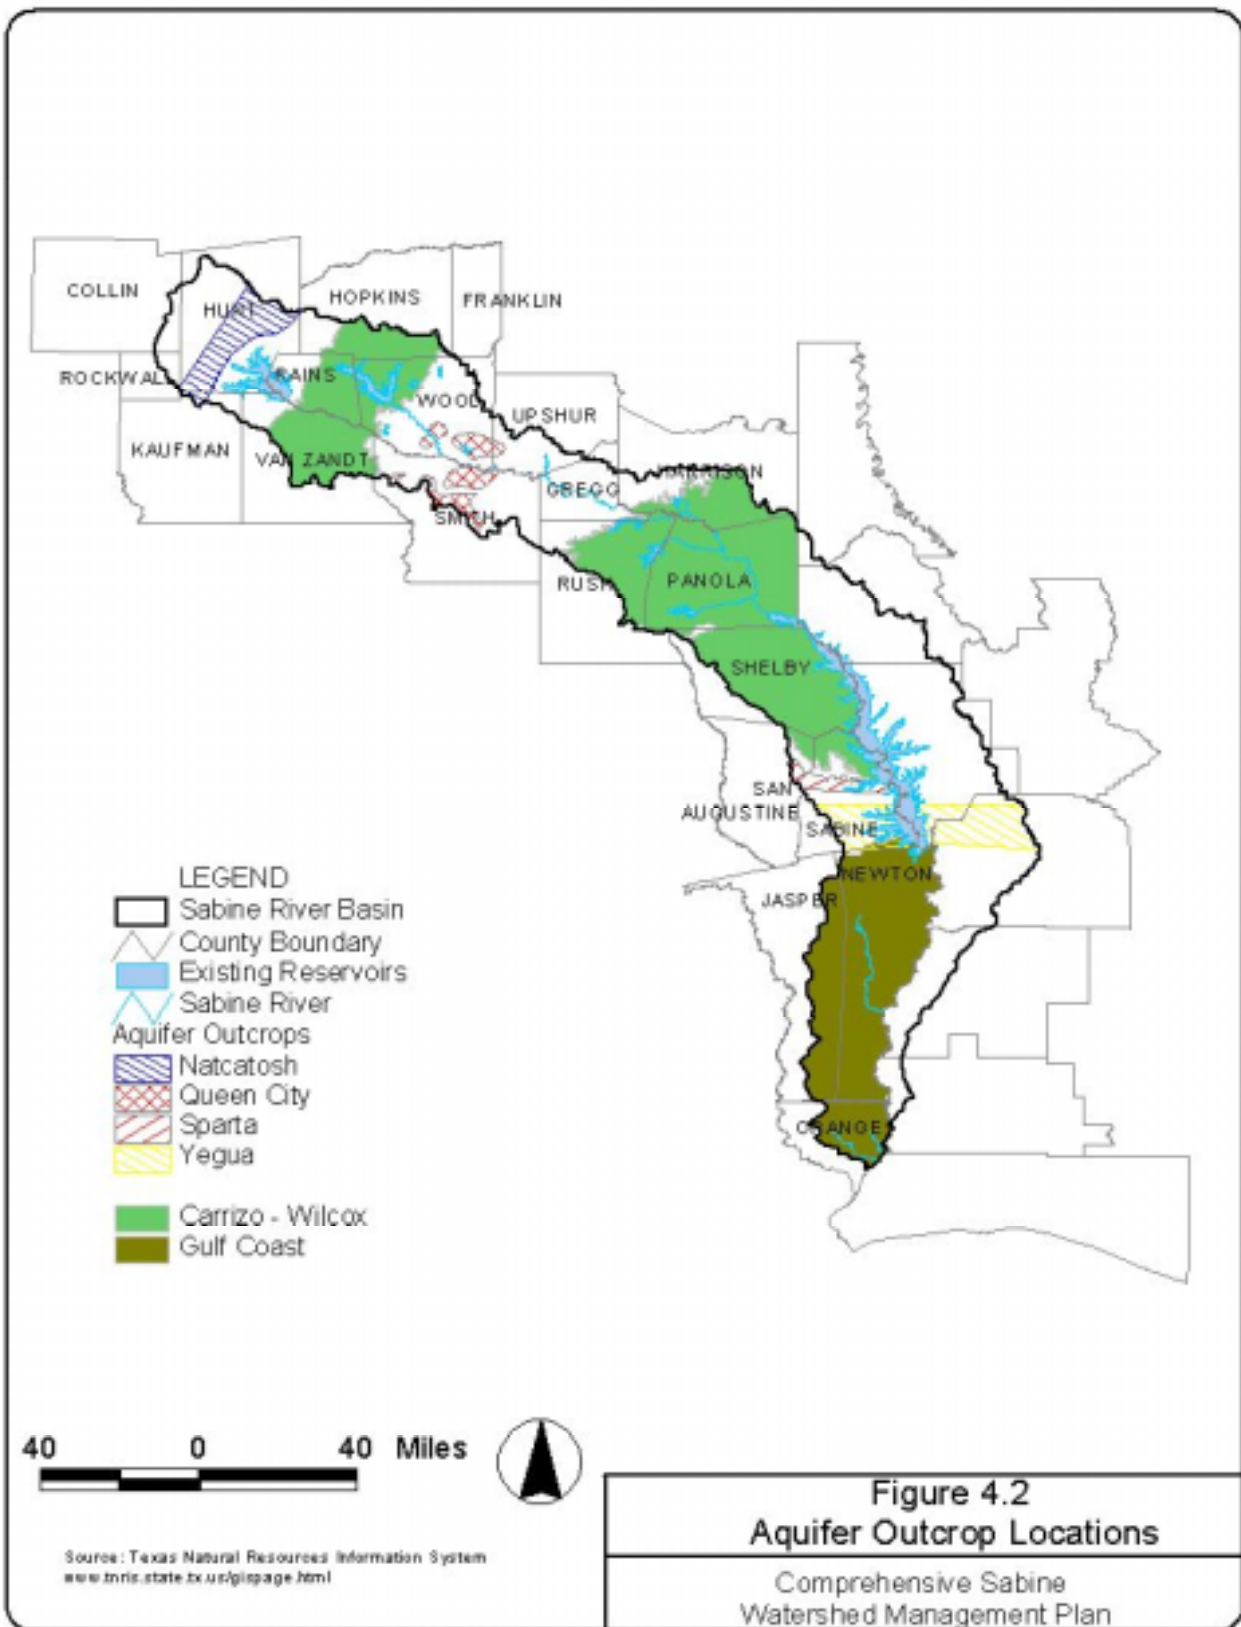 COLLIN
HUNT
HOPKINS
FRANKLIN
ROCKWALL
RAINS
WOOD
UPSHUR
KAUFMAN
VAN ZANDT
HARRISON
GREGG
SMITH
RUSK
PANOLA
SHELBY
SAN
AUGUSTINE
SABINE
NEWTON
JASPER
ORANGE
LEGEND
Sabine River Basin
County Boundary
Existing Reservoirs
Sabine River
Aquifer Outcrops
Natcatosh
Queen City
Sparta
Yegua
Carrizo - Wilcox
Gulf Coast
40 0 40 Miles
Source: Texas Natural Resources Information System
www.tnris.state.tx.us/gispage.html
Figure 4.2
Aquifer Outcrop Locations
Comprehensive Sabine
Watershed Management Plan